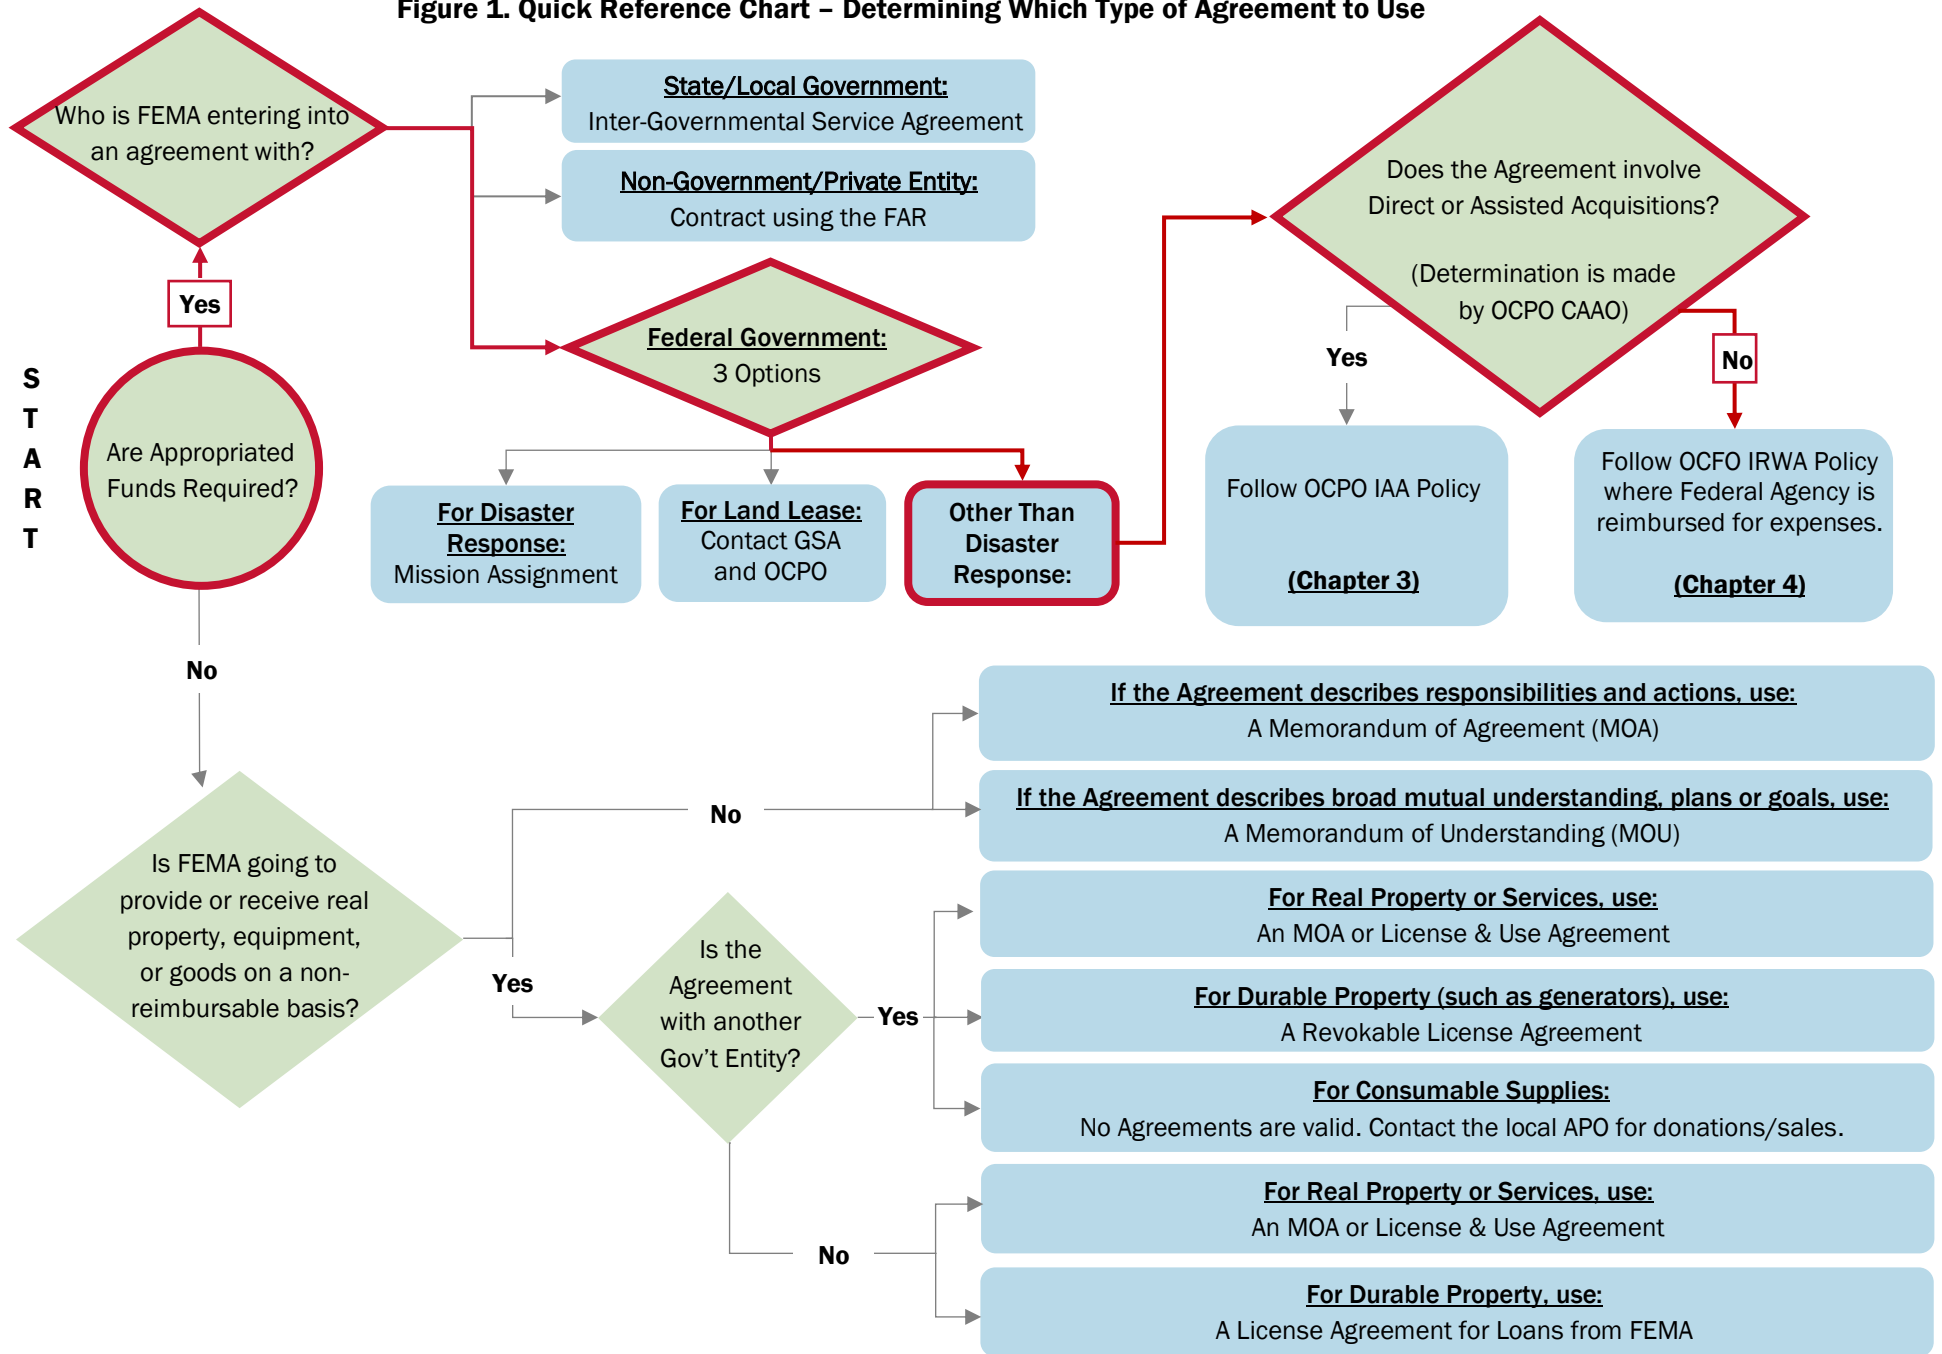 Figure 1. Quick Reference Chart – Determining Which Type of Agreement to Use
Who is FEMA entering into
an agreement with?
State/Local Government:
Inter-Governmental Service Agreement
Non-Government/Private Entity:
Contract using the FAR
Does the Agreement involve
Direct or Assisted Acquisitions?
(Determination is made
by OCPO CAAO)
Yes
Federal Government:
3 Options
Yes
No
S
T
A
R
T
Are Appropriated
Funds Required?
For Disaster
Response:
Mission Assignment
For Land Lease:
Contact GSA
and OCPO
Other Than
Disaster
Response:
Follow OCPO IAA Policy
(Chapter 3)
Follow OCFO IRWA Policy
where Federal Agency is
reimbursed for expenses.
(Chapter 4)
No
If the Agreement describes responsibilities and actions, use:
A Memorandum of Agreement (MOA)
No
If the Agreement describes broad mutual understanding, plans or goals, use:
A Memorandum of Understanding (MOU)
Is FEMA going to
provide or receive real
property, equipment,
or goods on a non-
reimbursable basis?
Yes
Is the
Agreement
with another
Gov't Entity?
Yes
For Real Property or Services, use:
An MOA or License & Use Agreement
For Durable Property (such as generators), use:
A Revokable License Agreement
For Consumable Supplies:
No Agreements are valid. Contact the local APO for donations/sales.
No
For Real Property or Services, use:
An MOA or License & Use Agreement
For Durable Property, use:
A License Agreement for Loans from FEMA